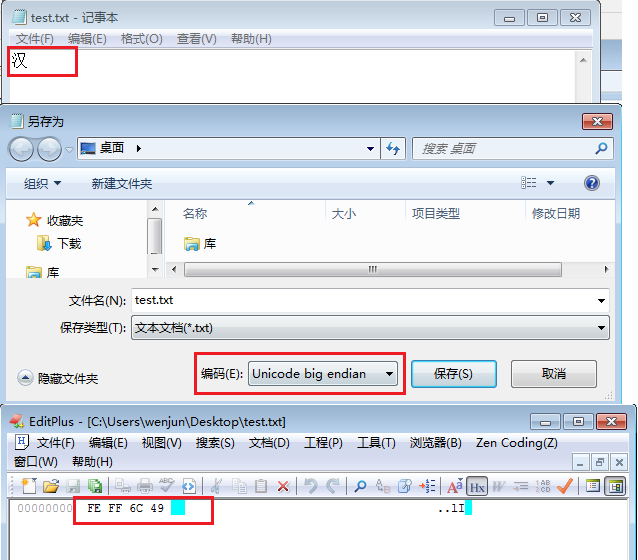 test.txt - 记事本
文件(F) 编辑(E) 格式(O) 查看(V) 帮助(H)
汉
另存为
桌面 搜索 桌面
组织 新建文件夹
名称 大小 项目类型 修改日期
收藏夹
下载
库
库
文件名(N): test.txt
保存类型(T): 文本文档(*.txt)
隐藏文件夹 编码(E): Unicode big endian 保存(S) 取消
EditPlus - [C:\Users\wenjun\Desktop\test.txt]
文件(F) 编辑(E) 视图(V) 搜索(S) 文档(D) 工程(P) 工具(T) 浏览器(B) Zen Coding(Z)
窗口(W) 帮助(H)
00000000 FE FF 6C 49 ..lI